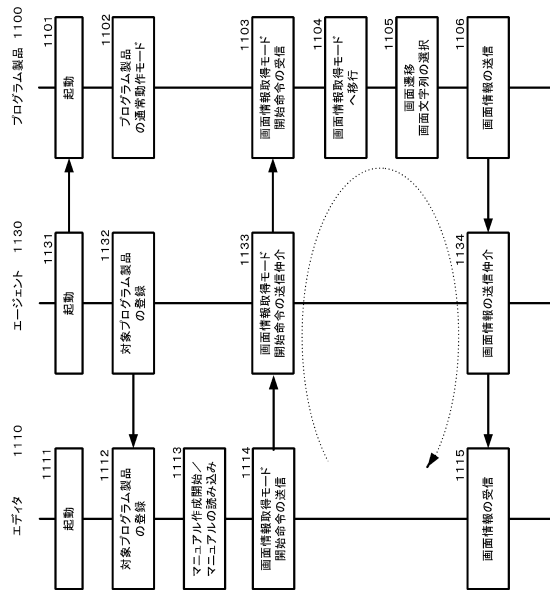 エディタ 1110
1111
起動
1112
対象プログラム製品
の登録
1113
マニュアル作成開始/
マニュアルの読み込み
1114
画面情報取得モード
開始命令の送信
1115
画面情報の受信
エージェント 1130
1131
起動
1132
対象プログラム製品
の登録
1133
画面情報取得モード
開始命令の送信仲介
1134
画面情報の送信仲介
プログラム製品 1100
1101
起動
1102
プログラム製品
の通常動作モード
1103
画面情報取得モード
開始命令の受信
1104
画面情報取得モード
へ移行
1105
画面遷移
画面文字列の選択
1106
画面情報の送信